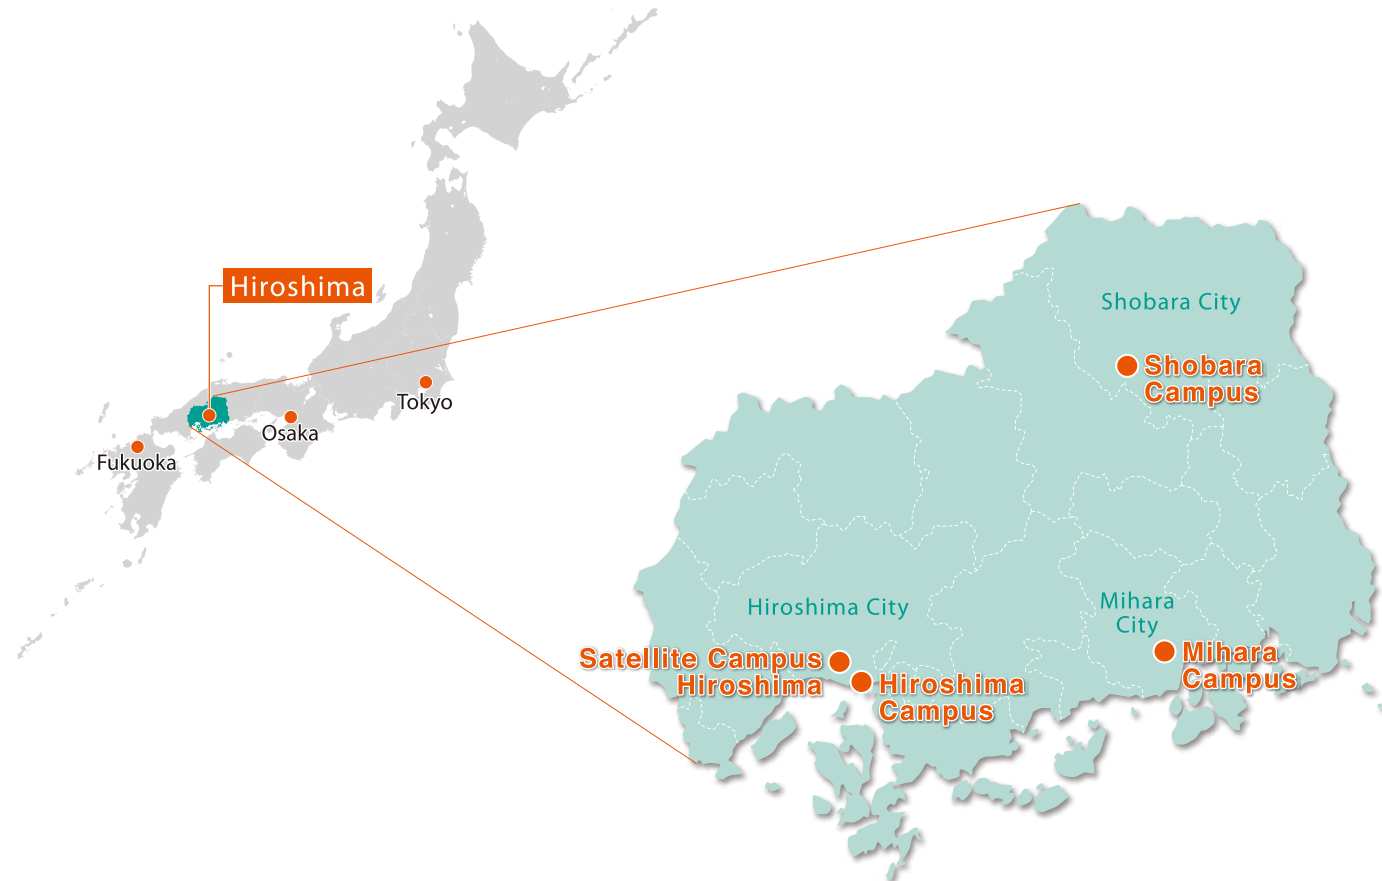 Hiroshima
Tokyo
Osaka
Fukuoka
Shobara City
Shobara
Campus
Hiroshima City
Mihara
City
Satellite Campus
Hiroshima
Hiroshima
Campus
Mihara
Campus